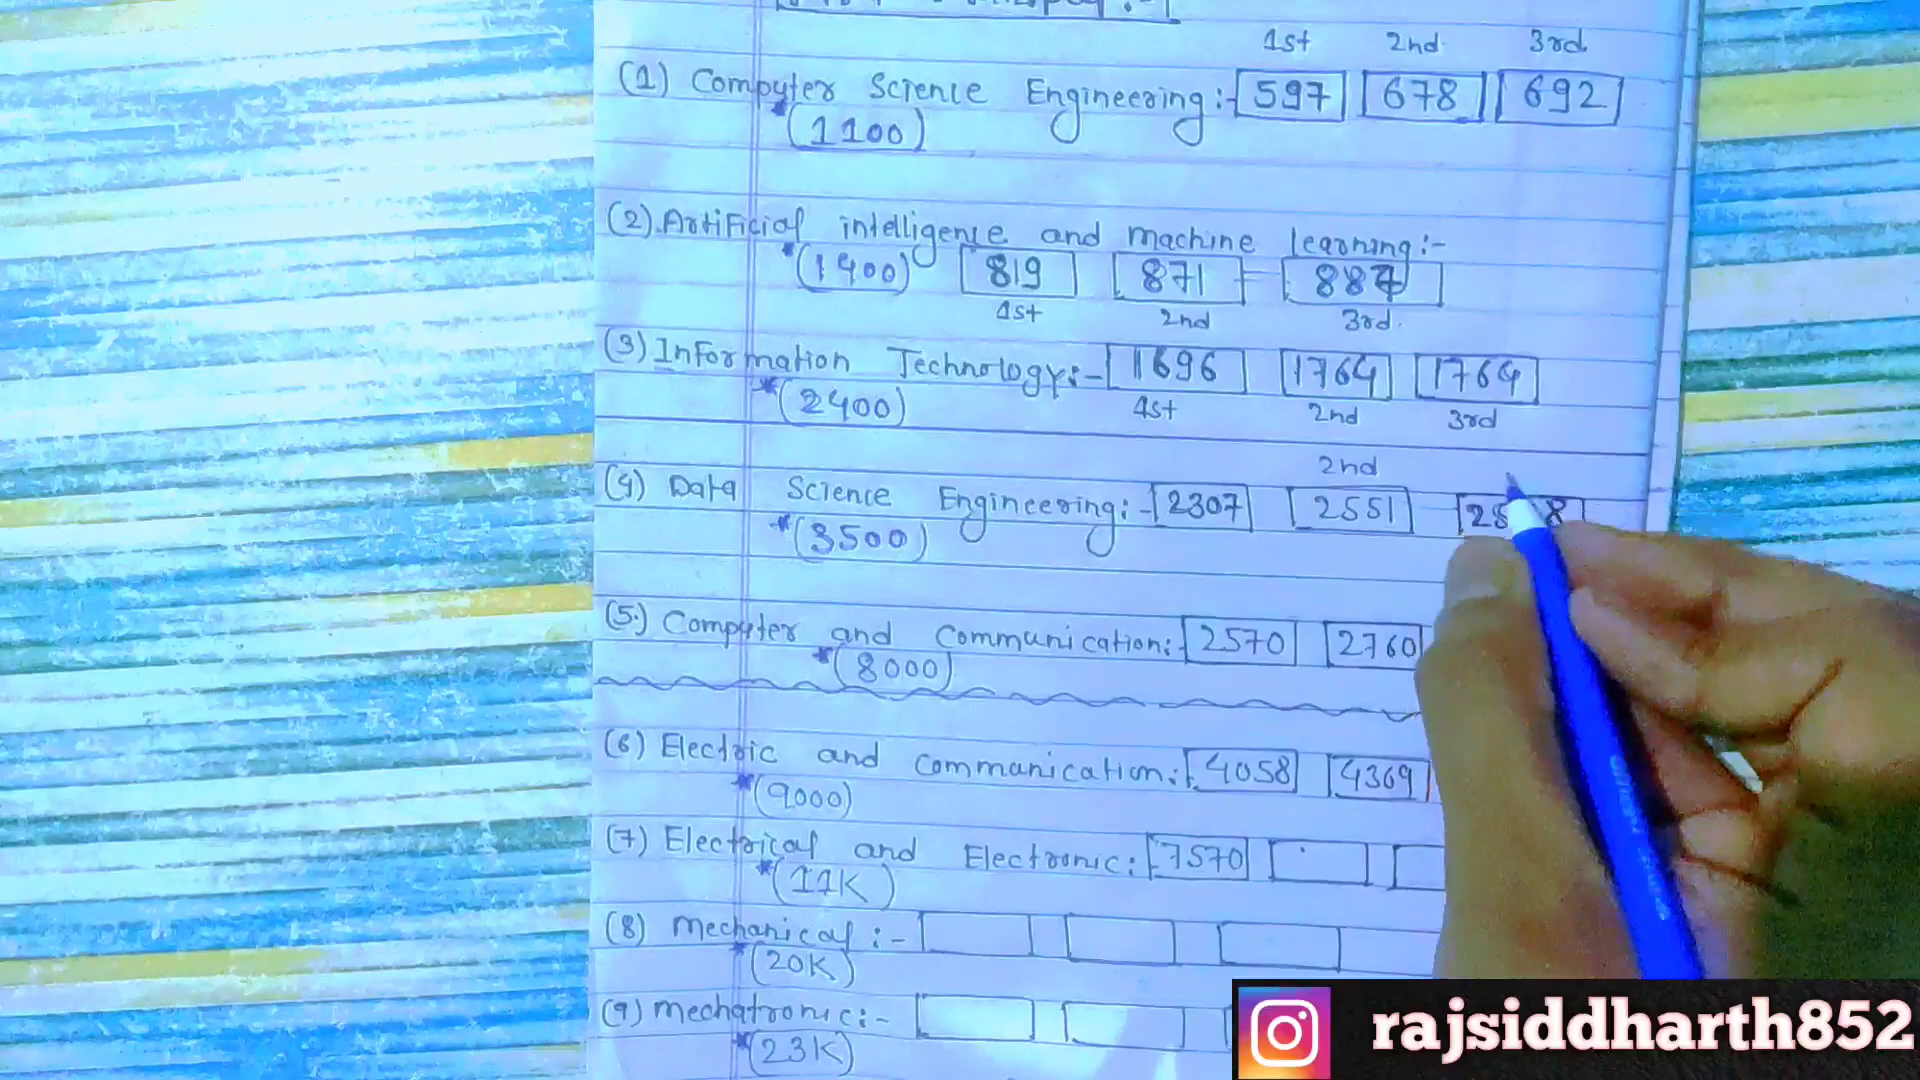 1st 2nd 3rd
(1) Computer Science Engineering:- 597 678 692
*(1100)
(2). Artificial intelligence and machine learning:-
*(1400) 819 871 887
1st 2nd 3rd.
(3) Information Technology:- 1696 1764 1764
*(2400) 1st 2nd 3rd
2nd
(4) Data Science Engineering:- 2307 2551
*(3500)
(5.) Computer and Communication:- 2570 2760
*(8000)
(6) Electric and communication:- 4058 4369
*(9000)
(7) Electrical and Electronic:- 7570
*(11K)
(8) Mechanical:-
*(20K)
(9) Mechatronic:-
*(23K)
rajsiddharth852